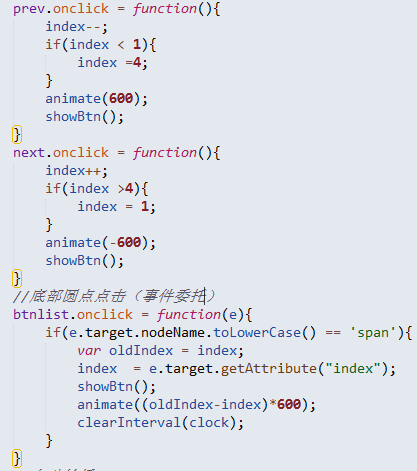 prev.onclick = function(){
index--;
if(index < 1){
index =4;
}
animate(600);
showBtn();
}
next.onclick = function(){
index++;
if(index >4){
index = 1;
}
animate(-600);
showBtn();
}
//底部圆点点击（事件委托）
btnlist.onclick = function(e){
if(e.target.nodeName.toLowerCase() == 'span'){
var oldIndex = index;
index  = e.target.getAttribute("index");
showBtn();
animate((oldIndex-index)*600);
clearInterval(clock);
}
}